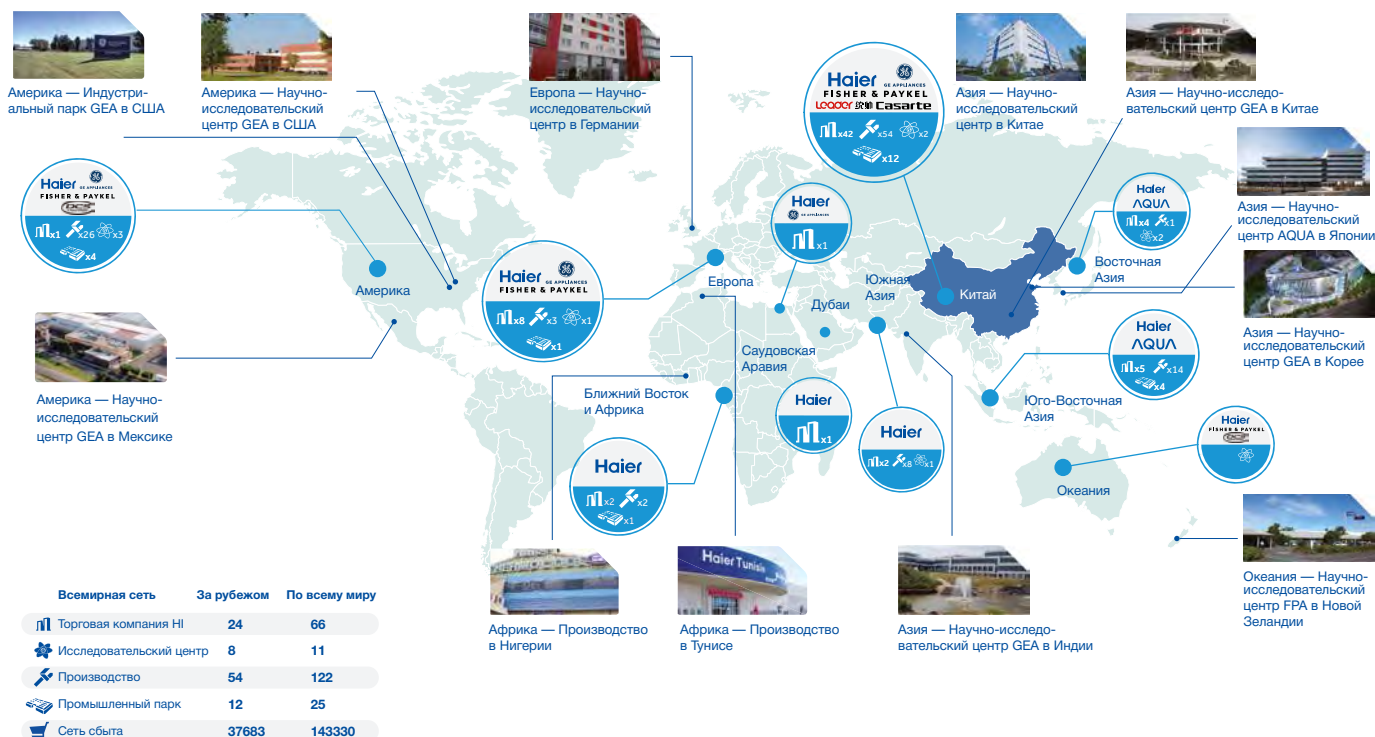 Америка — Индустри-
альный парк GEA в США
Америка — Научно-
исследовательский
центр GEA в США
Европа — Научно-
исследовательский
центр в Германии
Haier
GE APPLIANCES
FISHER & PAYKEL
Leader 统帅 Casarte
x42 x54 x2
x12
Азия — Научно-
исследовательский
центр в Китае
Азия — Научно-исследо-
вательский центр GEA в Китае
Haier
GE APPLIANCES
FISHER & PAYKEL
DCS
x1 x26 x3
x4
Америка
Haier
GE APPLIANCES
FISHER & PAYKEL
x8 x3 x1
x1
Европа
Haier
GE APPLIANCES
x1
Дубаи
Южная
Азия
Китай
Haier
AQUA
x4 x1
x2
Восточная
Азия
Азия — Научно-
исследовательский
центр AQUA в Японии
Азия — Научно-
исследовательский
центр GEA в Корее
Америка — Научно-
исследовательский
центр GEA в Мексике
Саудовская
Аравия
Ближний Восток
и Африка
Haier
x1
Haier
x2 x8 x1
Haier
AQUA
x5 x14
x4
Юго-Восточная
Азия
Haier
FISHER & PAYKEL
DCS
Океания
Haier
x2 x2
x1
Haier Tunisie
Африка — Производство
в Нигерии
Африка — Производство
в Тунисе
Азия — Научно-исследо-
вательский центр GEA в Индии
Океания — Научно-
исследовательский
центр FPA в Новой
Зеландии
Всемирная сеть За рубежом По всему миру
Торговая компания HI 24 66
Исследовательский центр 8 11
Производство 54 122
Промышленный парк 12 25
Сеть сбыта 37683 143330